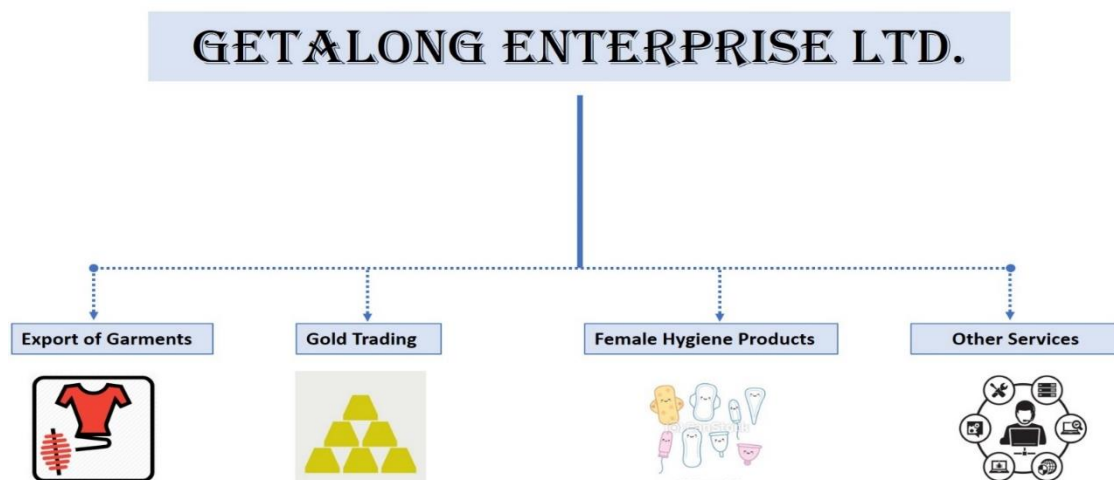 GETALONG ENTERPRISE LTD.
Export of Garments
Gold Trading
Female Hygiene Products
Other Services